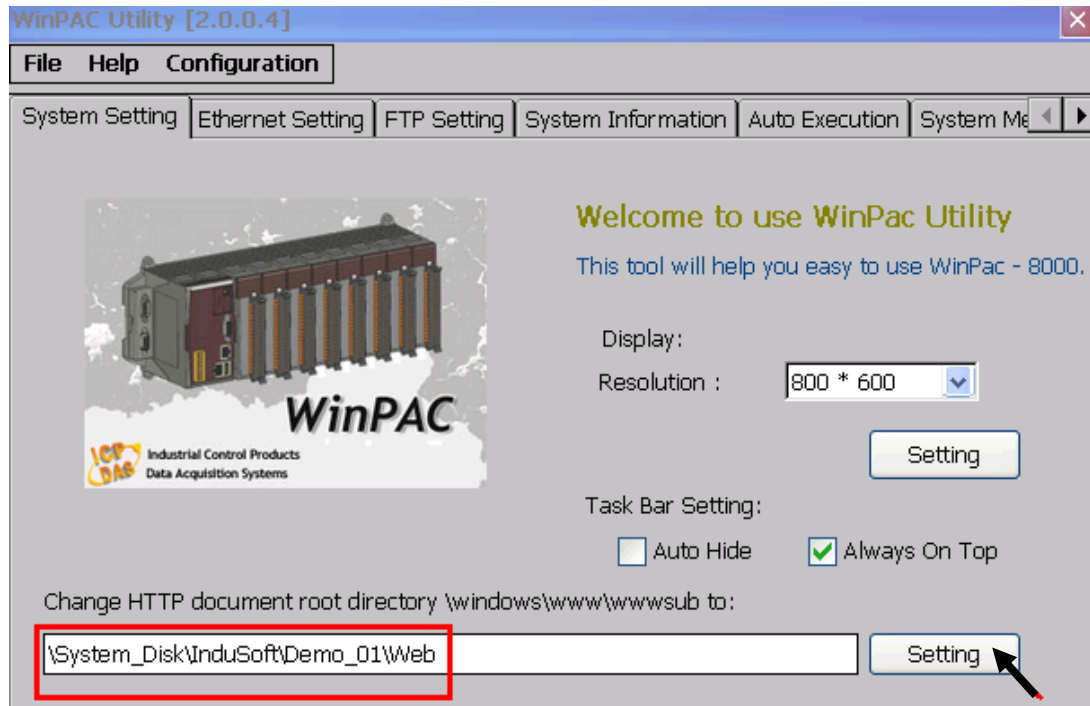 WinPAC Utility [2.0.0.4]
File Help Configuration
System Setting Ethernet Setting FTP Setting System Information Auto Execution System Me
Welcome to use WinPac Utility
This tool will help you easy to use WinPac - 8000.
Display:
Resolution : 800 * 600
WinPAC
ICP DAS
Industrial Control Products
Data Acquisition Systems
Setting
Task Bar Setting:
Auto Hide Always On Top
Change HTTP document root directory \windows\www\wwwsub to:
\System_Disk\InduSoft\Demo_01\Web Setting